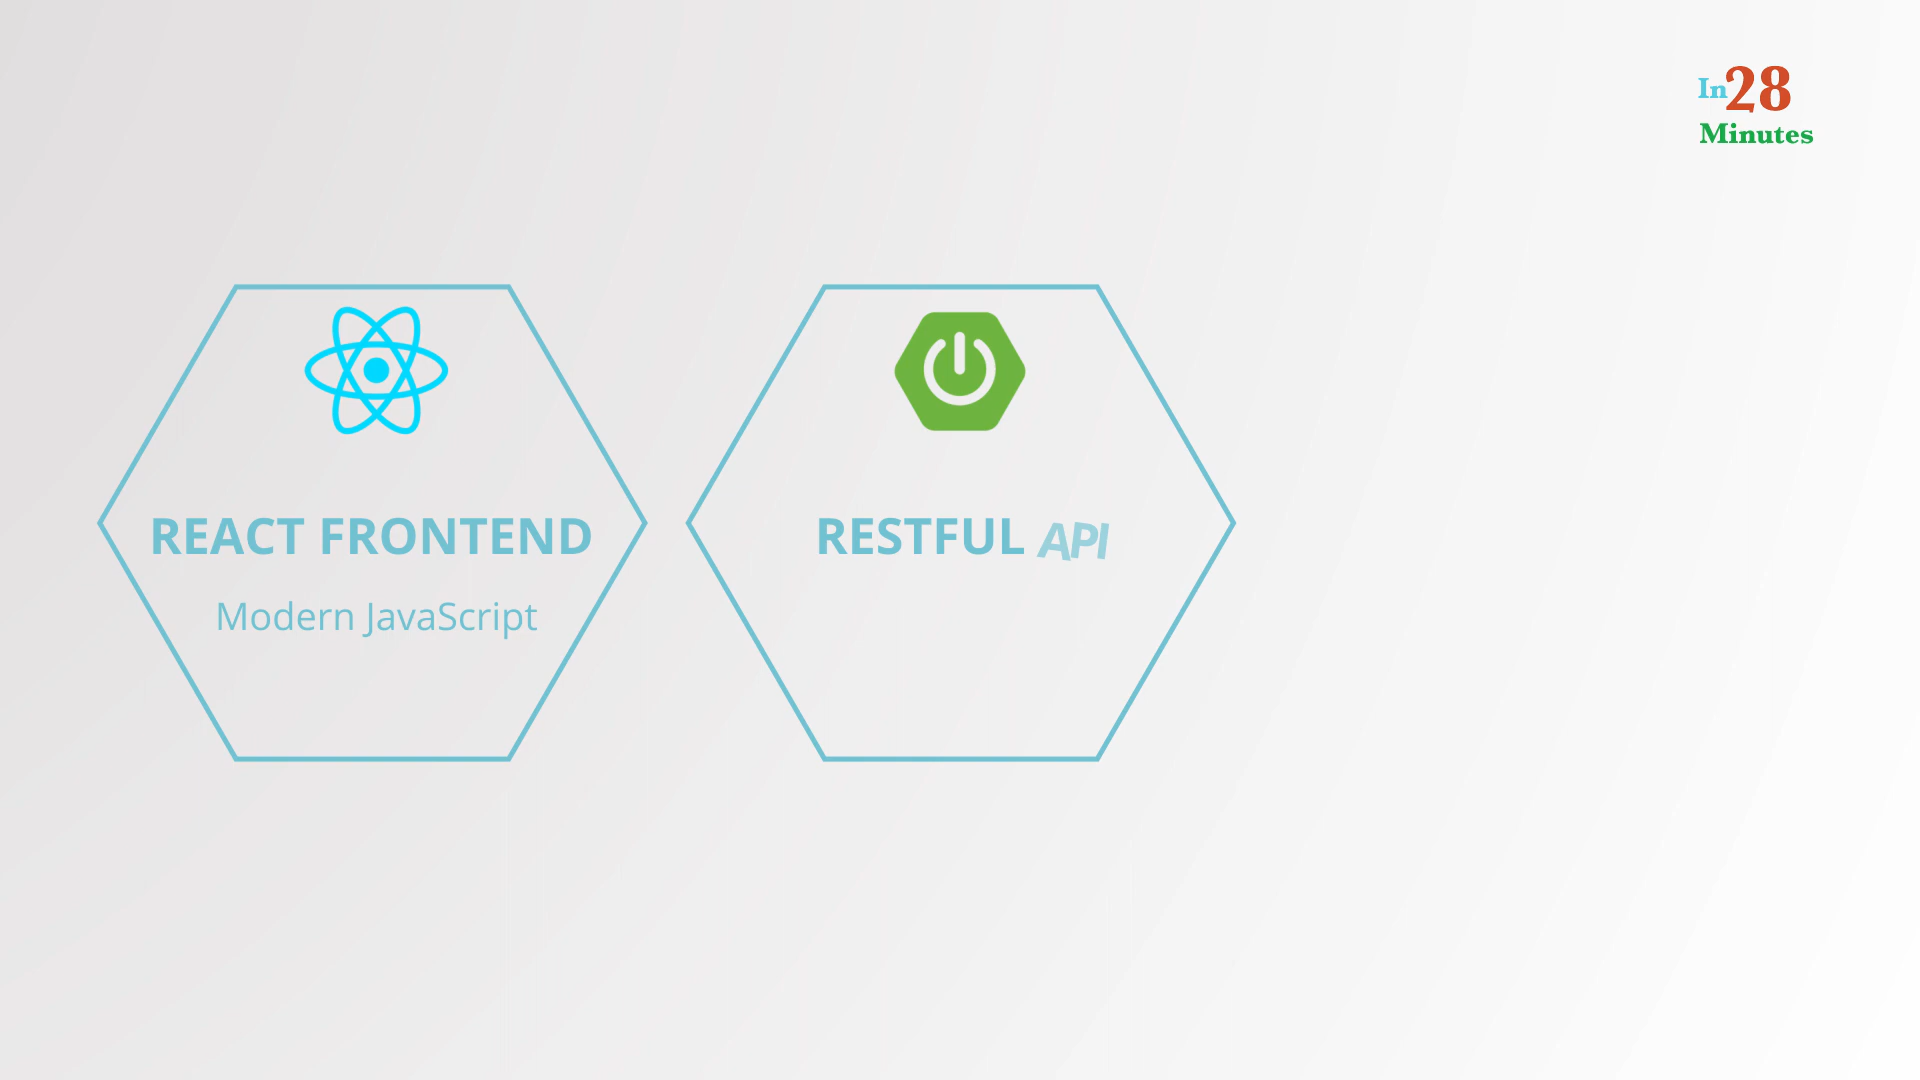 In28
Minutes
REACT FRONTEND
Modern JavaScript
RESTFUL API